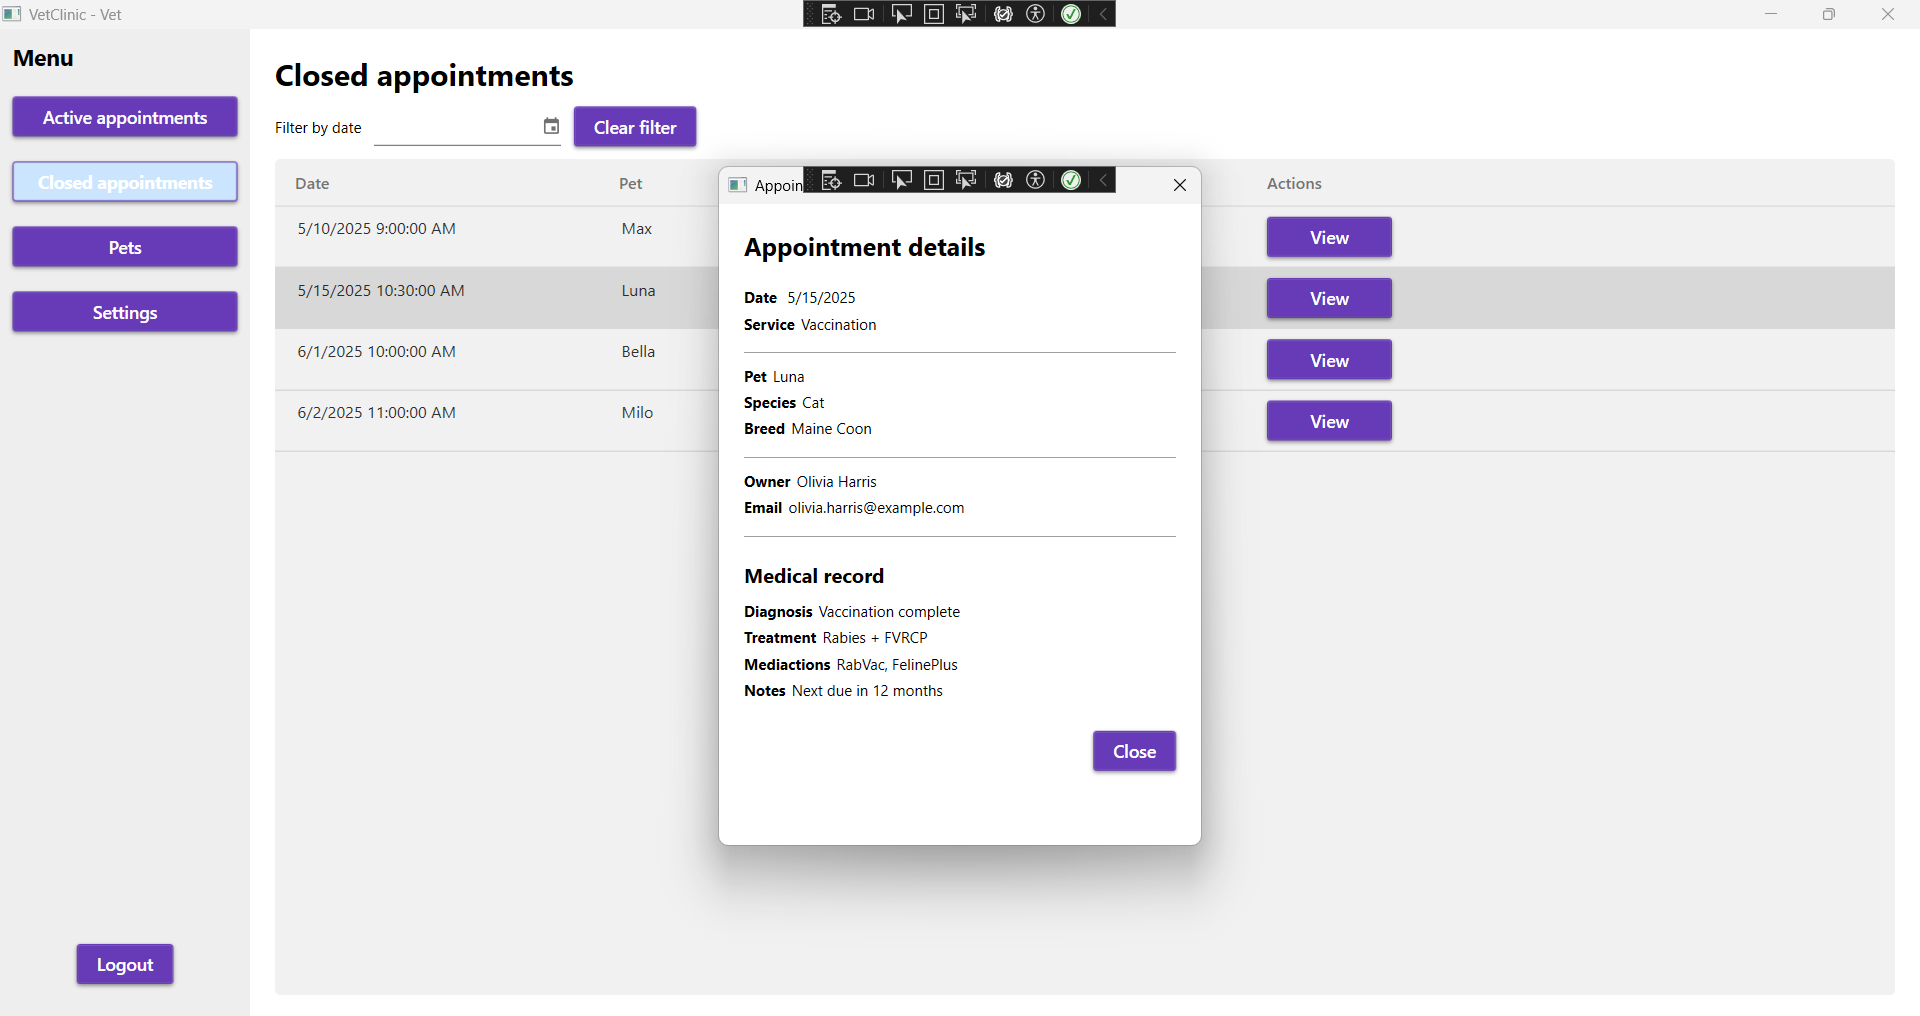 VetClinic - Vet
Menu
Active appointments
Closed appointments
Pets
Settings
Logout
Closed appointments
Filter by date
Clear filter
Date Pet Actions
5/10/2025 9:00:00 AM Max View
5/15/2025 10:30:00 AM Luna View
6/1/2025 10:00:00 AM Bella View
6/2/2025 11:00:00 AM Milo View
Appoin
Appointment details
Date 5/15/2025
Service Vaccination
Pet Luna
Species Cat
Breed Maine Coon
Owner Olivia Harris
Email olivia.harris@example.com
Medical record
Diagnosis Vaccination complete
Treatment Rabies + FVRCP
Mediactions RabVac, FelinePlus
Notes Next due in 12 months
Close